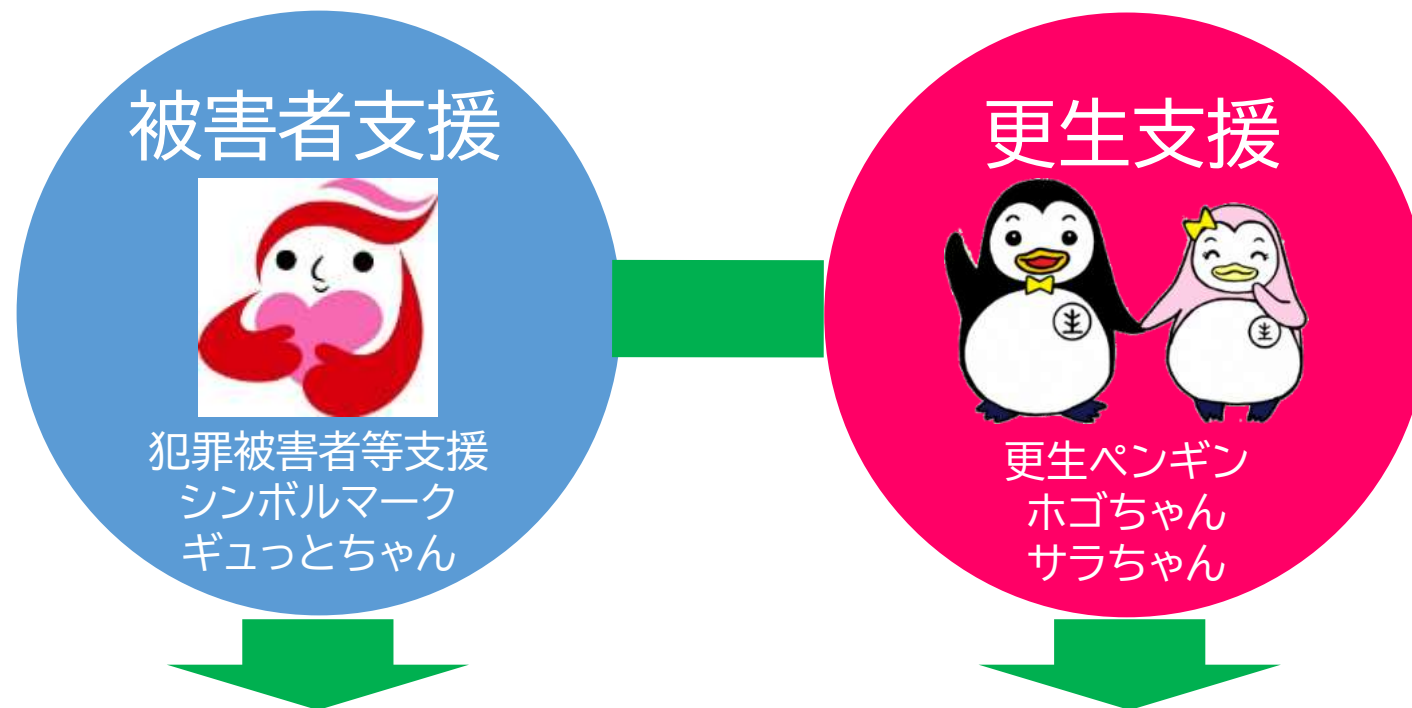 被害者支援
犯罪被害者等支援
シンボルマーク
ギュっとちゃん
更生支援
更生ペンギン
ホゴちゃん
サラちゃん